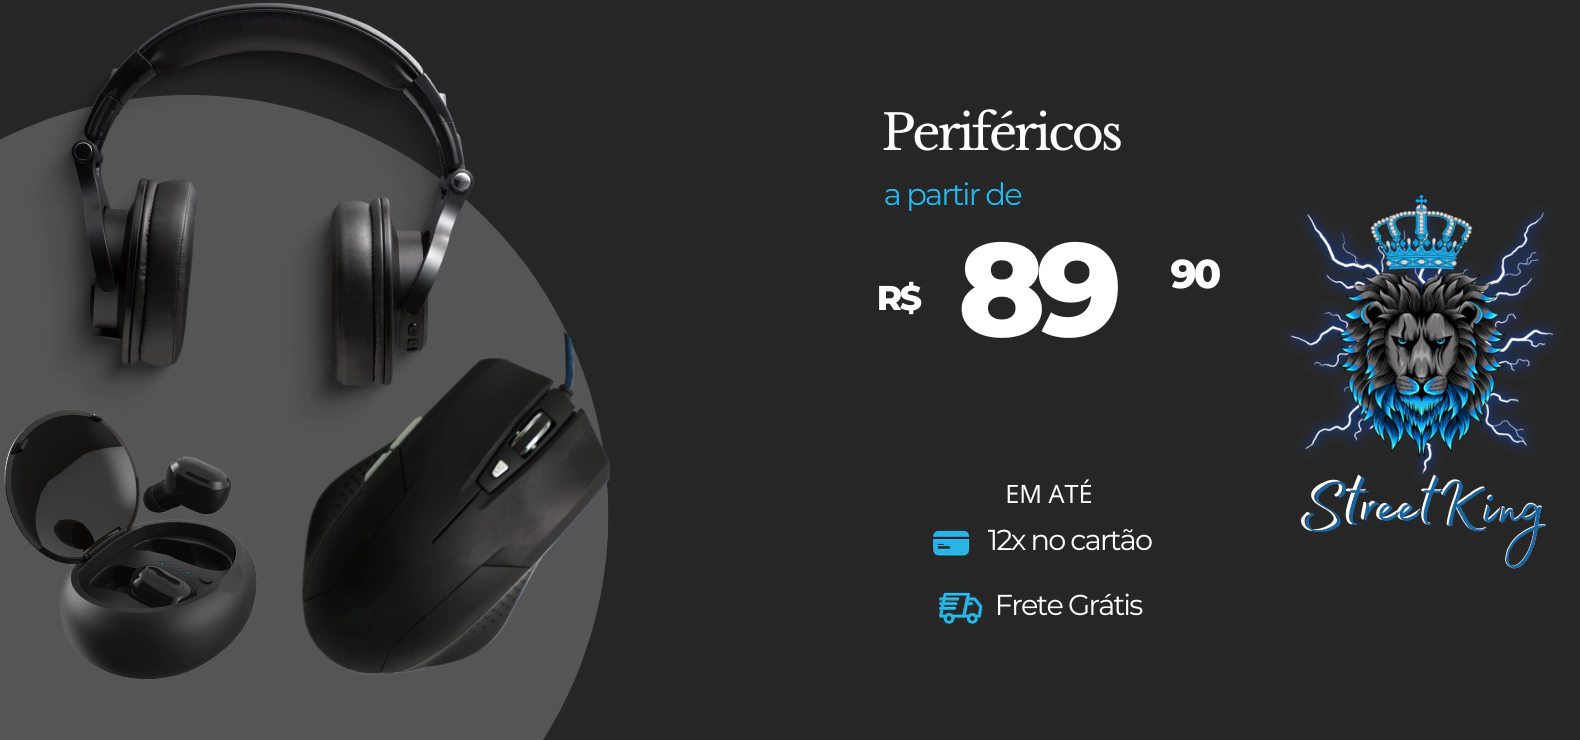 Periféricos
a partir de
R$ 89 90
EM ATÉ
12x no cartão
Frete Grátis
StreetKing